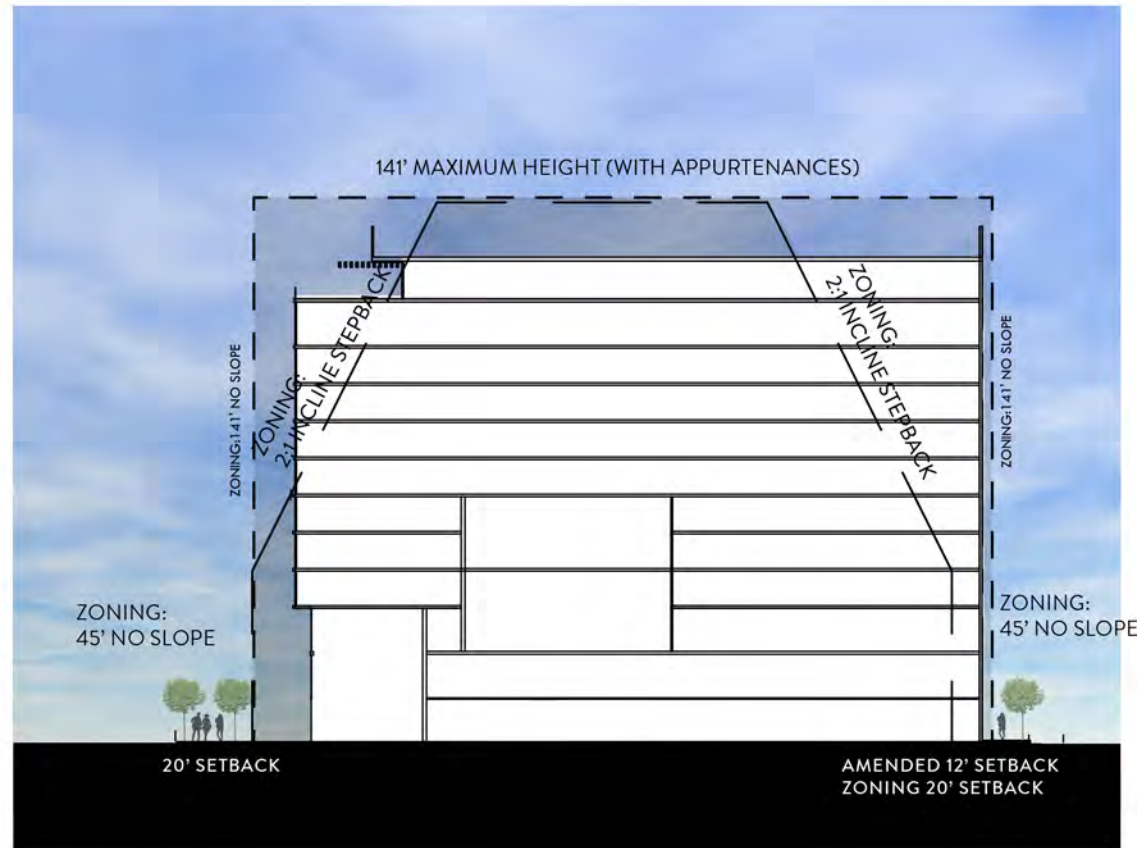 141' MAXIMUM HEIGHT (WITH APPURTENANCES)
ZONING:141' NO SLOPE
ZONING:
2:1 INCLINE STEPBACK
ZONING:
2:1 INCLINE STEPBACK
ZONING:141' NO SLOPE
ZONING:
45' NO SLOPE
ZONING:
45' NO SLOPE
20' SETBACK
AMENDED 12' SETBACK
ZONING 20' SETBACK